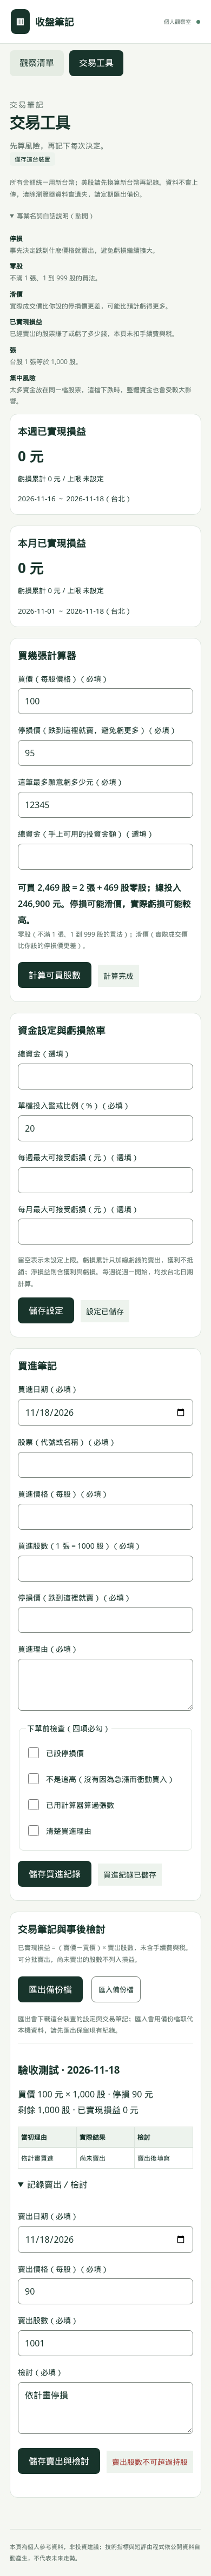 收盤筆記
個人觀察室
觀察清單
交易工具
交易筆記
交易工具
先算風險，再記下每次決定。
僅存這台裝置
所有金額統一用新台幣；美股請先換算新台幣再記錄。資料不會上
傳，清除瀏覽器資料會遺失，請定期匯出備份。
▼ 專業名詞白話說明（點開）
停損
事先決定跌到什麼價格就賣出，避免虧損繼續擴大。
零股
不滿 1 張、1 到 999 股的買法。
滑價
實際成交價比你設的停損價更差，可能比預計虧得更多。
已實現損益
已經賣出的股票賺了或虧了多少錢，本頁未扣手續費與稅。
張
台股 1 張等於 1,000 股。
集中風險
太多資金放在同一檔股票，這檔下跌時，整體資金也會受較大影
響。
本週已實現損益
0 元
虧損累計 0 元 / 上限 未設定
2026-11-16 － 2026-11-18（台北）
本月已實現損益
0 元
虧損累計 0 元 / 上限 未設定
2026-11-01 － 2026-11-18（台北）
買幾張計算器
買價（每股價格）（必填）
100
停損價（跌到這裡就賣，避免虧更多）（必填）
95
這筆最多願意虧多少元（必填）
12345
總資金（手上可用的投資金額）（選填）
可買 2,469 股 = 2 張 + 469 股零股；總投入
246,900 元。停損可能滑價，實際虧損可能較
高。
零股（不滿 1 張、1 到 999 股的買法）；滑價（實際成交價
比你設的停損價更差）。
計算可買股數
計算完成
資金設定與虧損煞車
總資金（選填）
單檔投入警戒比例（%）（必填）
20
每週最大可接受虧損（元）（選填）
每月最大可接受虧損（元）（選填）
留空表示未設定上限。虧損累計只加總虧錢的賣出，獲利不抵
銷；淨損益則含獲利與虧損。每週從週一開始，均按台北日期
計算。
儲存設定
設定已儲存
買進筆記
買進日期（必填）
11/18/2026
股票（代號或名稱）（必填）
買進價格（每股）（必填）
買進股數（1 張 = 1000 股）（必填）
停損價（跌到這裡就賣）（必填）
買進理由（必填）
下單前檢查（四項必勾）
已設停損價
不是追高（沒有因為急漲而衝動買入）
已用計算器算過張數
清楚買進理由
儲存買進紀錄
買進紀錄已儲存
交易筆記與事後檢討
已實現損益 =（賣價－買價）× 賣出股數，未含手續費與稅。
可分批賣出，尚未賣出的股數不列入損益。
匯出備份檔
匯入備份檔
匯出會下載這台裝置的設定與交易筆記；匯入會用備份檔取代
本機資料，請先匯出保留現有紀錄。
驗收測試 · 2026-11-18
買價 100 元 × 1,000 股 · 停損 90 元
剩餘 1,000 股 · 已實現損益 0 元
當初理由 實際結果 檢討
依計畫買進 尚未賣出 賣出後填寫
▼ 記錄賣出 / 檢討
賣出日期（必填）
11/18/2026
賣出價格（每股）（必填）
90
賣出股數（必填）
1001
檢討（必填）
依計畫停損
儲存賣出與檢討
賣出股數不可超過持股
本頁為個人參考資料，非投資建議；技術指標與短評由程式依公開資料自
動產生，不代表未來走勢。